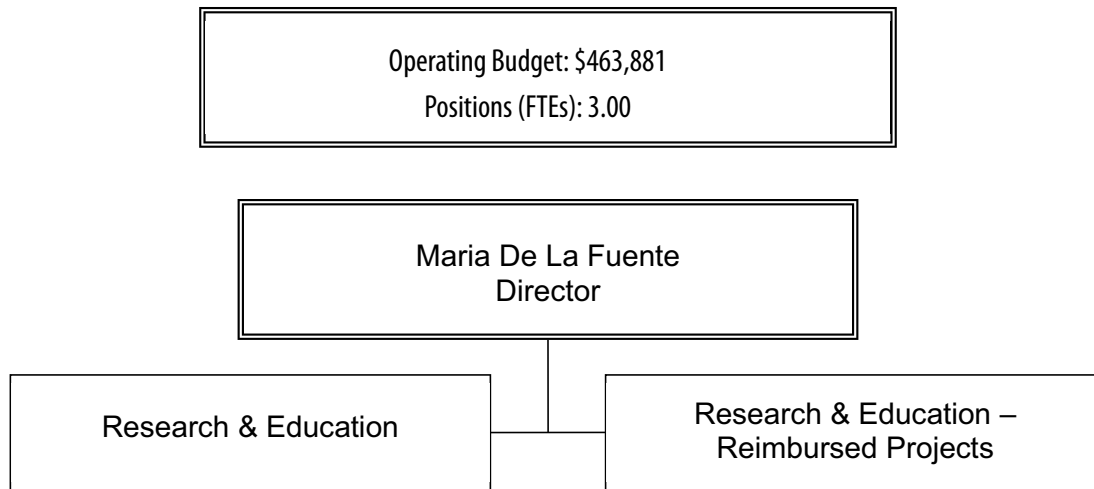 Operating Budget: $463,881
Positions (FTEs): 3.00
Maria De La Fuente
Director
Research & Education
Research & Education –
Reimbursed Projects